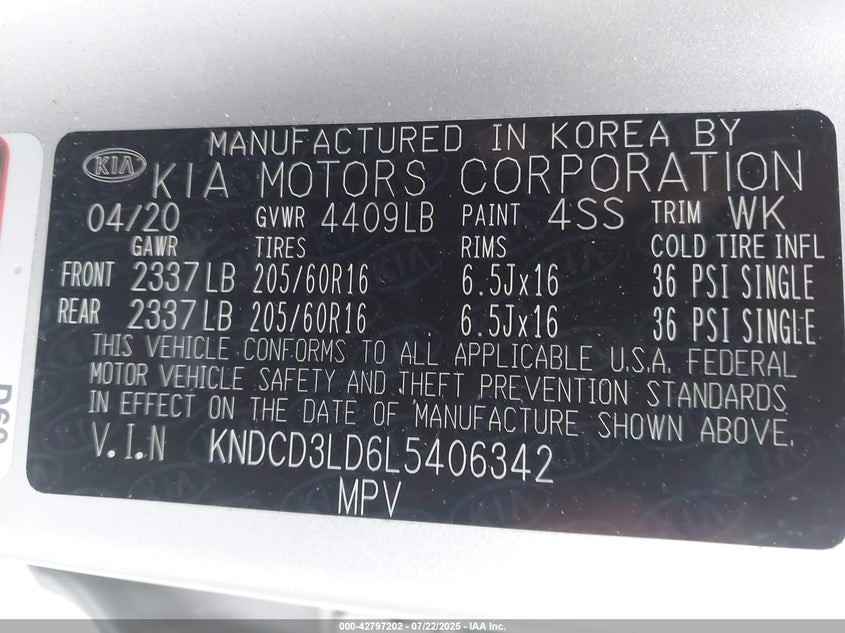 MANUFACTURED IN KOREA BY
KIA KIA MOTORS CORPORATION
04/20 GVWR 4409LB PAINT 4SS TRIM WK
GAWR TIRES RIMS COLD TIRE INFL
FRONT 2337LB 205/60R16 6.5Jx16 36 PSI SINGLE
REAR 2337LB 205/60R16 6.5Jx16 36 PSI SINGLE
THIS VEHICLE CONFORMS TO ALL APPLICABLE U.S.A. FEDERAL
MOTOR VEHICLE SAFETY AND THEFT PREVENTION STANDARDS
IN EFFECT ON THE DATE OF MANUFACTURE SHOWN ABOVE.
V.I.N KNDCD3LD6L5406342
MPV
000-42797202 - 07/22/2025 - IAA Inc.